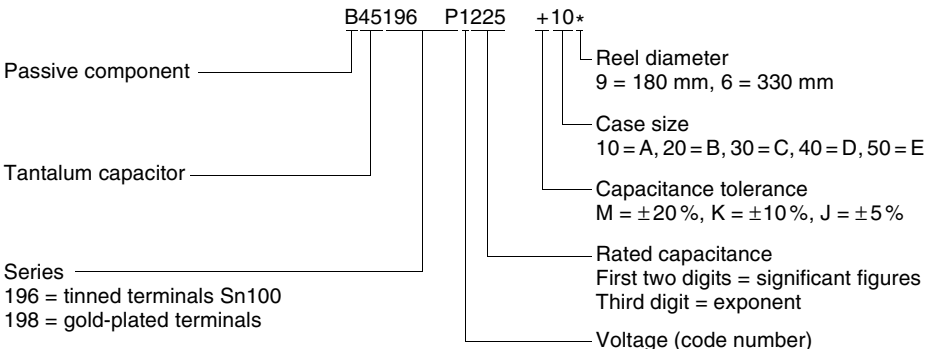 B45196 P1225 +10*
Passive component
Tantalum capacitor
Series
196 = tinned terminals Sn100
198 = gold-plated terminals
Reel diameter
9 = 180 mm, 6 = 330 mm
Case size
10 = A, 20 = B, 30 = C, 40 = D, 50 = E
Capacitance tolerance
M = ±20 %, K = ±10 %, J = ±5 %
Rated capacitance
First two digits = significant figures
Third digit = exponent
Voltage (code number)